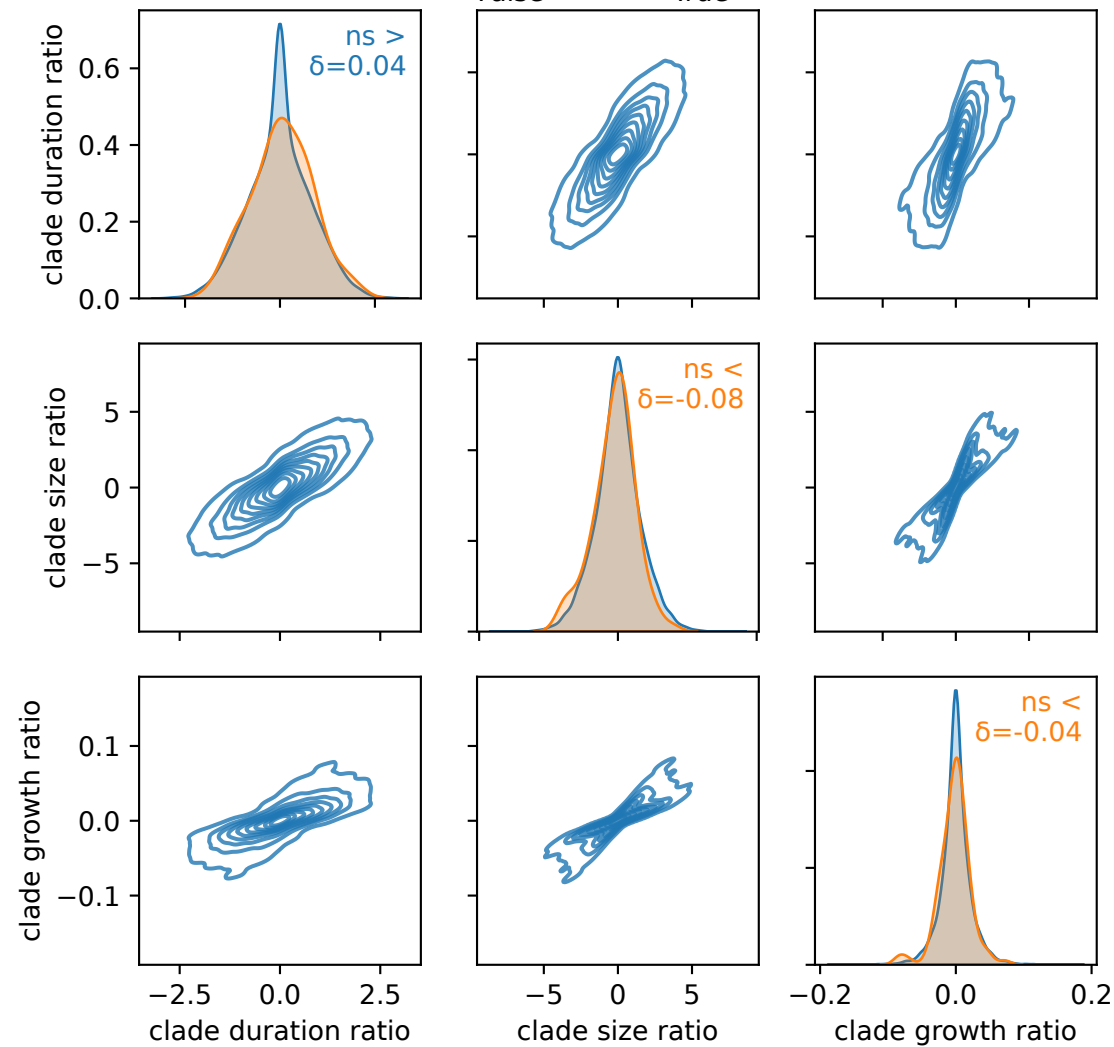 clade duration ratio
0.6
0.4
0.2
0.0
ns >
δ=0.04
clade size ratio
5
0
−5
ns <
δ=-0.08
clade growth ratio
0.1
0.0
−0.1
ns <
δ=-0.04
−2.5 0.0 2.5
−5 0 5
−0.2 0.0 0.2
clade duration ratio
clade size ratio
clade growth ratio